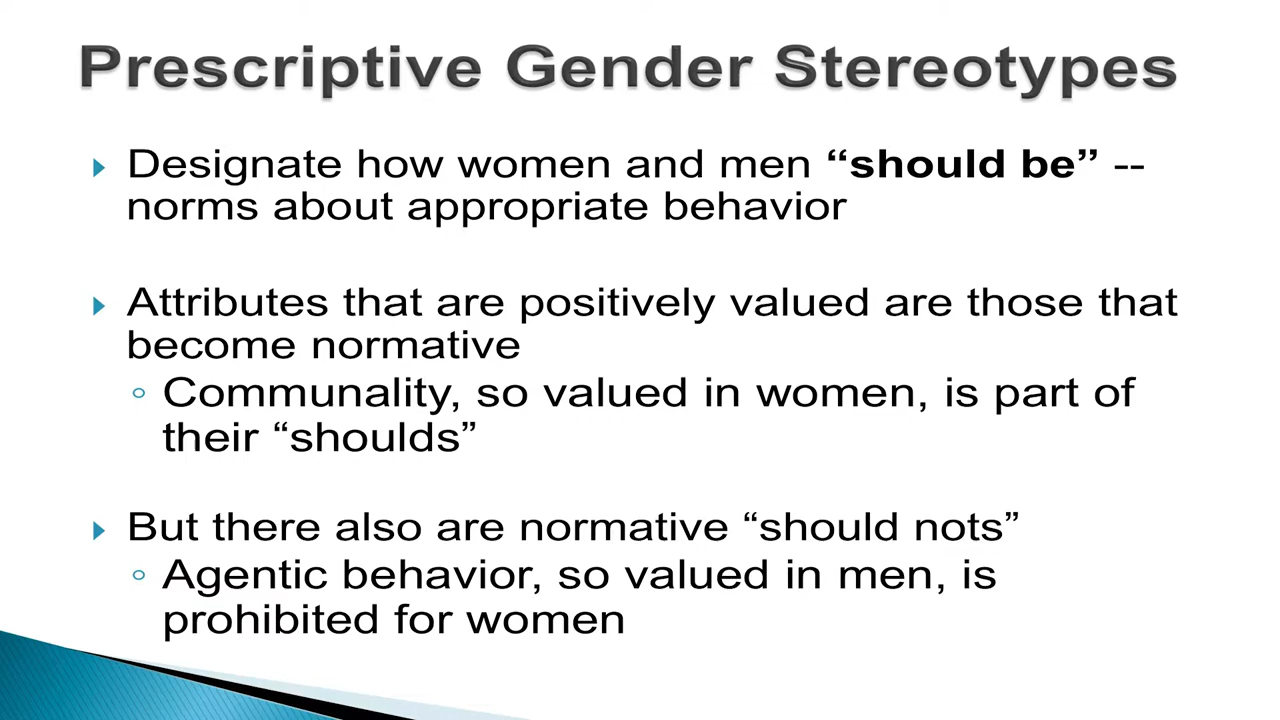 Prescriptive Gender Stereotypes
Designate how women and men “should be” --
norms about appropriate behavior
Attributes that are positively valued are those that
become normative
Communality, so valued in women, is part of
their “shoulds”
But there also are normative “should nots”
Agentic behavior, so valued in men, is
prohibited for women